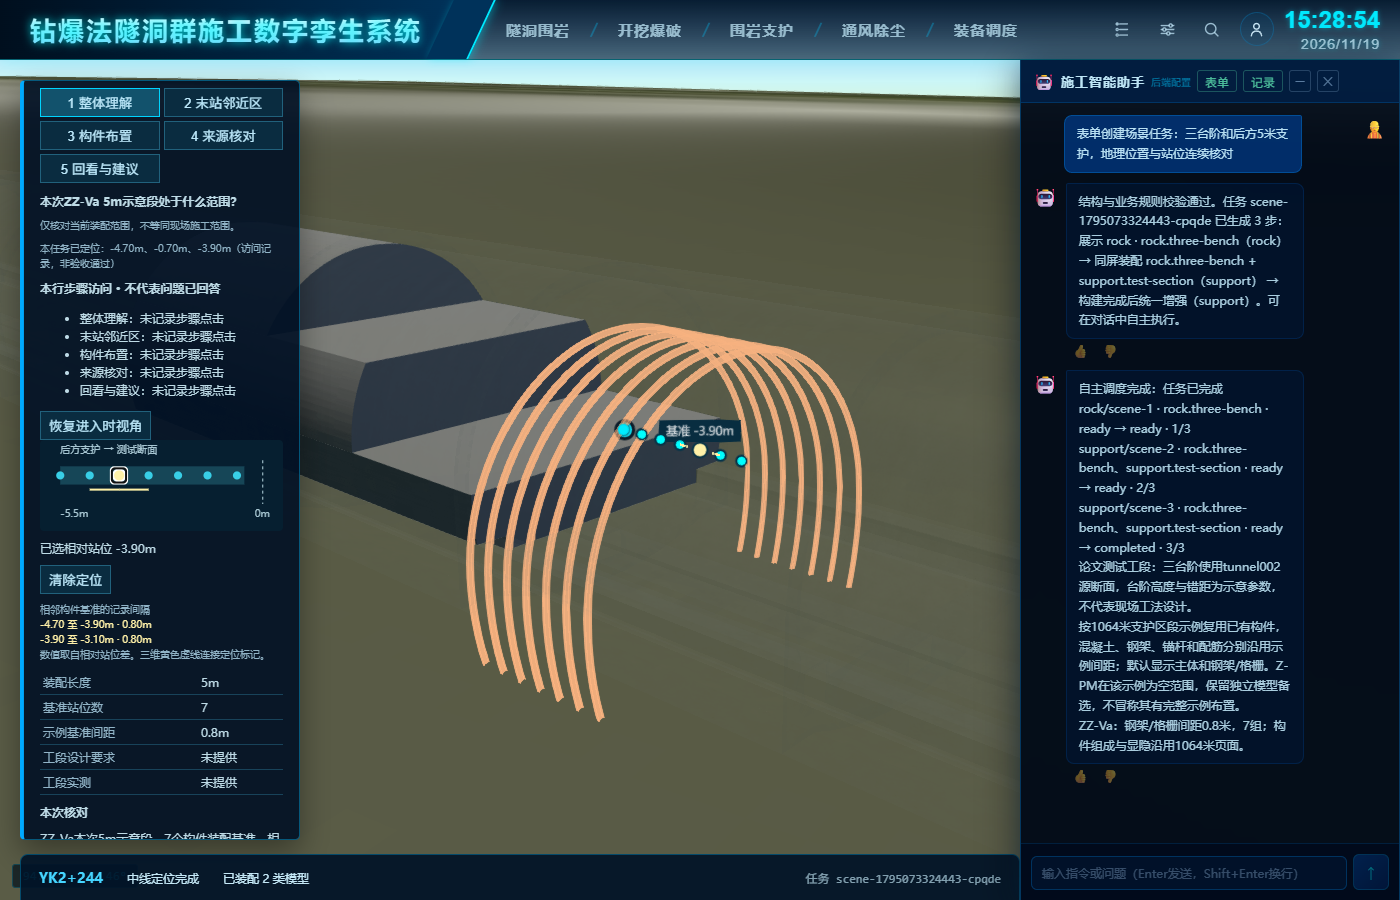 钻爆法隧洞群施工数字孪生系统
隧洞围岩 / 开挖爆破 / 围岩支护 / 通风除尘 / 装备调度
15:28:54
2026/11/19
1 整体理解
2 末站邻近区
3 构件布置
4 来源核对
5 回看与建议
本次ZZ-Va 5m示意段处于什么范围?
仅核对当前装配范围，不等同现场施工范围。
本任务已定位：-4.70m、-0.70m、-3.90m（访问记
录，非验收通过）
本行步骤访问 • 不代表问题已回答
• 整体理解：未记录步骤点击
• 末站邻近区：未记录步骤点击
• 构件布置：未记录步骤点击
• 来源核对：未记录步骤点击
• 回看与建议：未记录步骤点击
恢复进入时视角
后方支护 → 测试断面
-5.5m
0m
已选相对站位 -3.90m
清除定位
相邻构件基准的记录间隔
-4.70 至 -3.90m · 0.80m
-3.90 至 -3.10m · 0.80m
数值取自相对站位差。三维黄色虚线连接定位标记。
装配长度 5m
基准站位数 7
示例基准间距 0.8m
工段设计要求 未提供
工段实测 未提供
本次核对
ZZ-Va本次5m示意段，7个构件装配基准，相
基准 -3.90m
YK2+244 中线定位完成 已装配 2 类模型
任务 scene-1795073324443-cpqde
施工智能助手 后端配置 表单 记录
表单创建场景任务：三台阶和后方5米支
护，地理位置与站位连续核对
结构与业务规则校验通过。任务 scene-
1795073324443-cpqde 已生成 3 步：
展示 rock · rock.three-bench（rock）
→ 同屏装配 rock.three-bench +
support.test-section（support） →
构建完成后统一增强（support）。可
在对话中自主执行。
自主调度完成：任务已完成
rock/scene-1 · rock.three-bench ·
ready → ready · 1/3
support/scene-2 · rock.three-
bench、support.test-section · ready
→ ready · 2/3
support/scene-3 · rock.three-
bench、support.test-section · ready
→ completed · 3/3
论文测试工段：三台阶使用tunnel002
源断面，台阶高度与错距为示意参数，
不代表现场工法设计。
按1064米支护区段示例复用已有构件，
混凝土、钢架、锚杆和配筋分别沿用示
例间距；默认显示主体和钢架/格栅。Z-
PM在该示例为空范围，保留独立模型备
选，不冒称其有完整示例布置。
ZZ-Va：钢架/格栅间距0.8米，7组；构
件组成与显隐沿用1064米页面。
输入指令或问题（Enter发送，Shift+Enter换行）